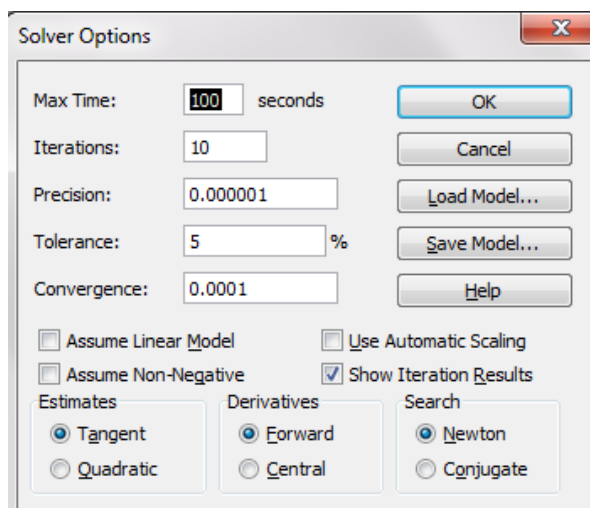 Solver Options
X
Max Time: 100 seconds OK
Iterations: 10 Cancel
Precision: 0.000001 Load Model...
Tolerance: 5 % Save Model...
Convergence: 0.0001 Help
Assume Linear Model Use Automatic Scaling
Assume Non-Negative Show Iteration Results
Estimates Derivatives Search
Tangent Forward Newton
Quadratic Central Conjugate